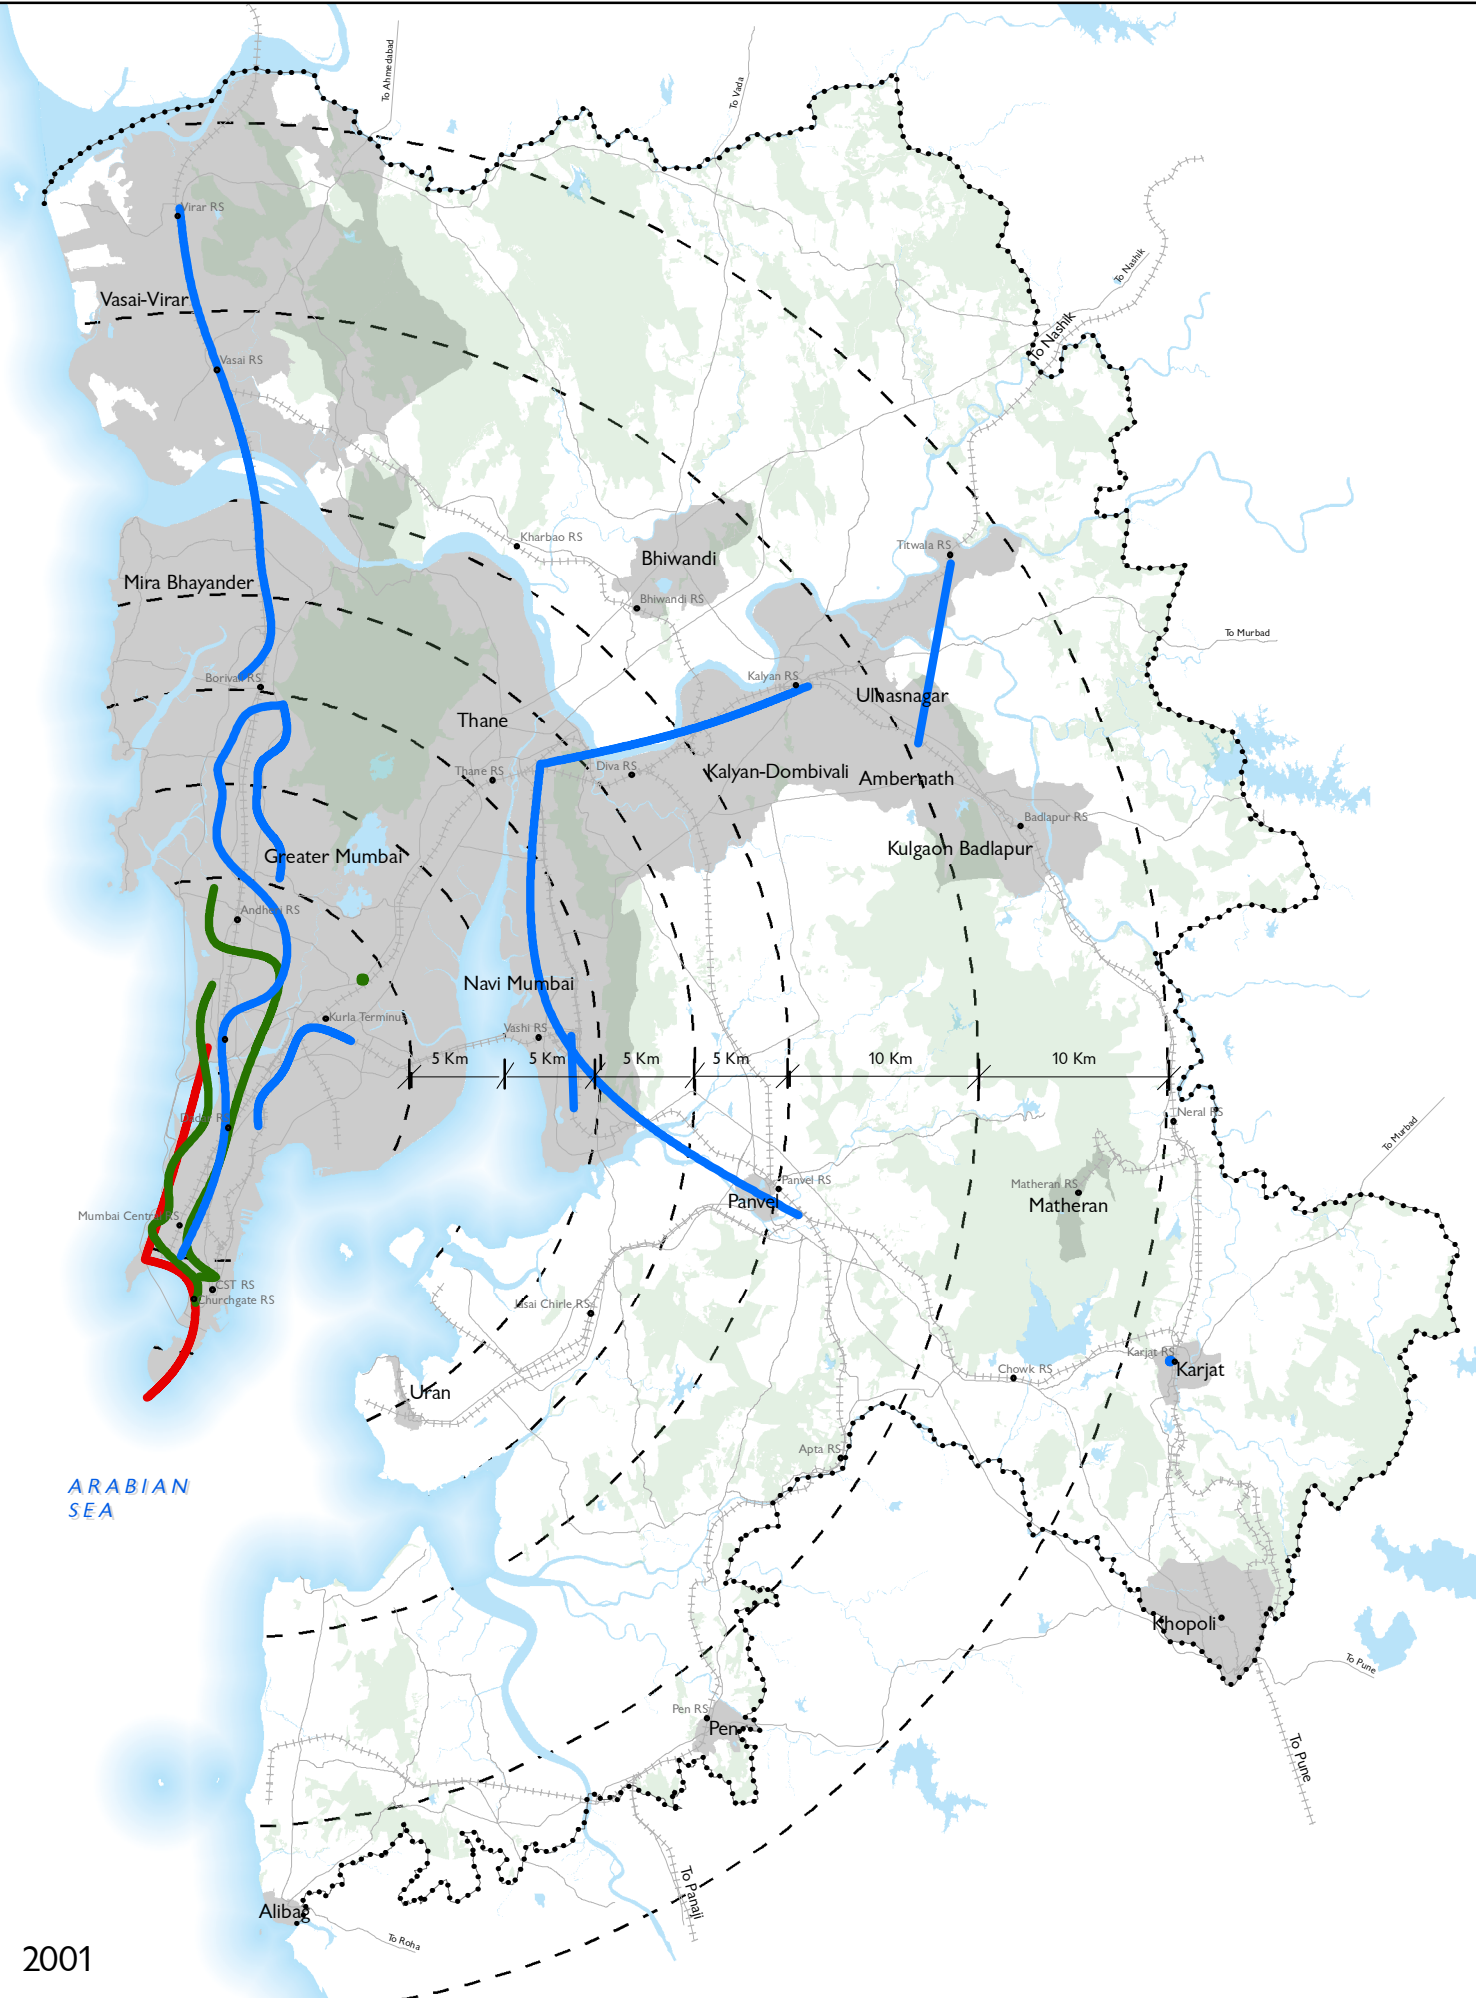 To Ahmedabad
To Vada
Virar RS
To Nashik
Vasai-Virar
To Nashik
Vasai RS
Kharbao RS
Titwala RS
Bhiwandi
Mira Bhayander
Bhiwandi RS
To Murbad
Borivali RS
Kalyan RS
Ulhasnagar
Thane
Thane RS
Diva RS
Kalyan-Dombivali
Ambernath
Badlapur RS
Greater Mumbai
Kulgaon Badlapur
Andheri RS
Navi Mumbai
Kurla Terminus
Vashi RS
5 Km
5 Km
5 Km
5 Km
10 Km
10 Km
Dadar RS
Neral RS
To Murbad
Panvel RS
Matheran RS
Panvel
Matheran
Mumbai Central RS
CST RS
Churchgate RS
Jasai Chirle RS
Karjat RS
Karjat
Chowk RS
Uran
Apta RS
ARABIAN
SEA
Khopoli
To Pune
Pen RS
Pen
To Pune
To Panaji
Alibag
To Roha
2001